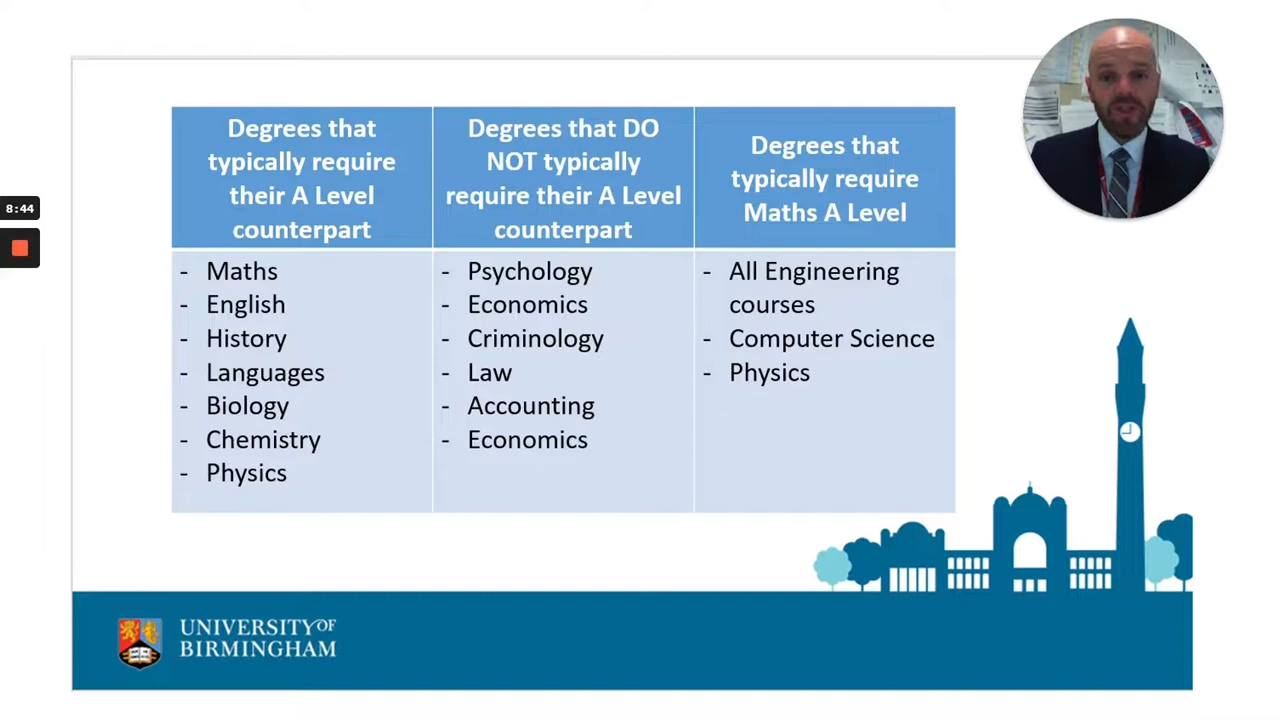 Degrees that
typically require
their A Level
counterpart
Degrees that DO
NOT typically
require their A Level
counterpart
Degrees that
typically require
Maths A Level
8:44
- Maths
- English
- History
- Languages
- Biology
- Chemistry
- Physics
- Psychology
- Economics
- Criminology
- Law
- Accounting
- Economics
- All Engineering
courses
- Computer Science
- Physics
UNIVERSITY OF
BIRMINGHAM